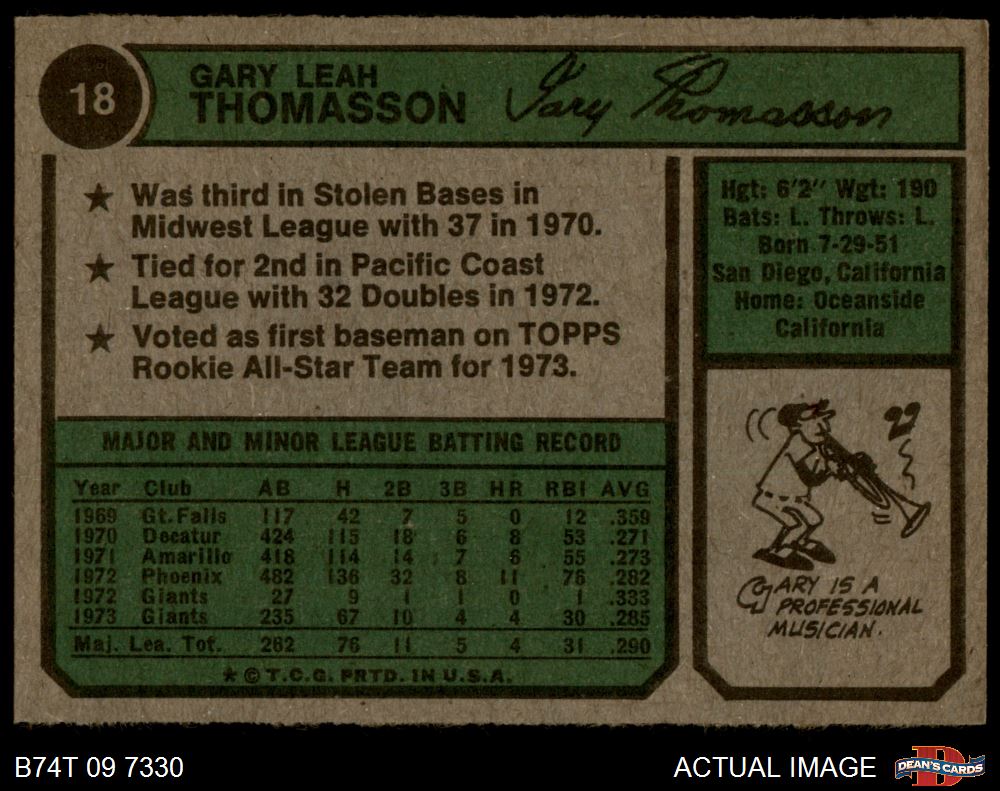 18
GARY LEAH
THOMASSON
Gary Thomasson
★ Was third in Stolen Bases in
Midwest League with 37 in 1970.
★ Tied for 2nd in Pacific Coast
League with 32 Doubles in 1972.
★ Voted as first baseman on TOPPS
Rookie All-Star Team for 1973.
Hgt: 6'2" Wgt: 190
Bats: L. Throws: L.
Born 7-29-51
San Diego, California
Home: Oceanside
California
MAJOR AND MINOR LEAGUE BATTING RECORD
Year Club AB H 2B 3B HR RBI AVG
1969 Gt. Falls 117 42 7 5 0 12 .359
1970 Decatur 424 115 18 6 8 53 .271
1971 Amarillo 418 114 14 7 6 55 .273
1972 Phoenix 482 136 32 8 11 76 .282
1972 Giants 27 9 1 1 0 1 .333
1973 Giants 235 67 10 4 4 30 .285
Maj. Lea. Tot. 262 76 11 5 4 31 .290
★ © T.C.G. PRTD. IN U.S.A.
GARY IS A
PROFESSIONAL
MUSICIAN.
B74T 09 7330
ACTUAL IMAGE
DEAN'S CARDS